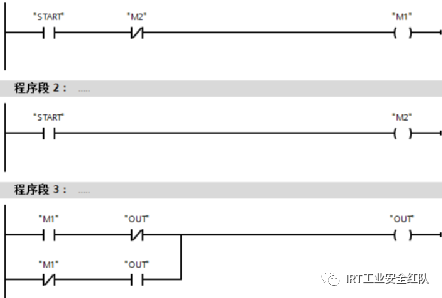 "START" "M2" "M1"
程序段 2： ......
"START" "M2"
程序段 3： ......
"M1" "OUT" "OUT"
"M1" "OUT"
IRT工业安全红队